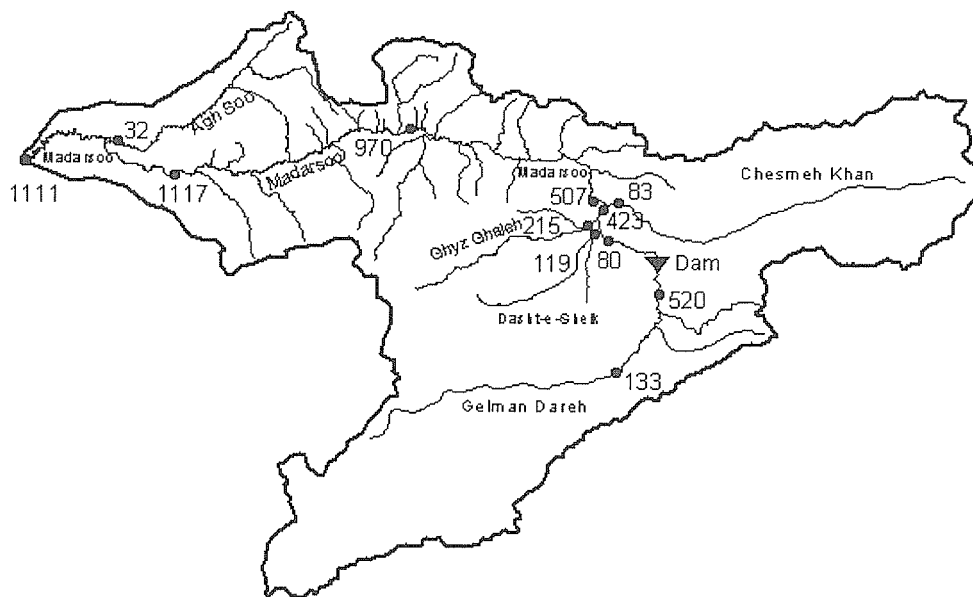 32
Agh Soo
Madarsoo
1111
1117
970
Madarsoo
Madarsoo
Chesmeh Khan
507
83
423
215
Ghyz Ghaleh
119
80
Dam
520
Dasht-e-Sheik
133
Gelman Dareh